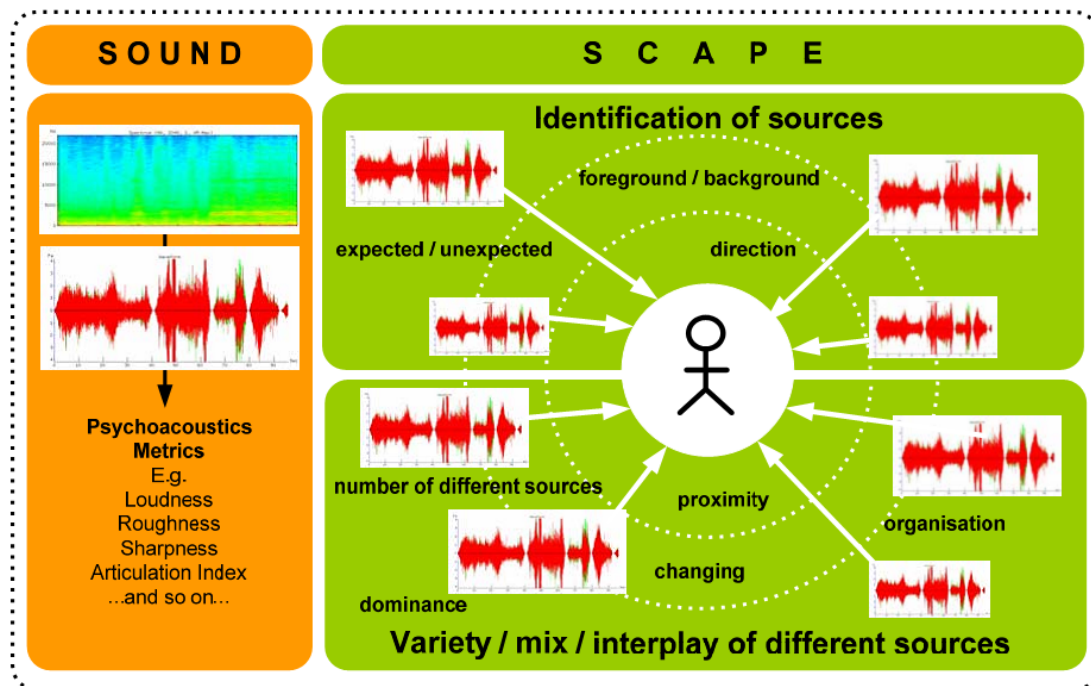 SOUND
SCAPE
Psychoacoustics
Metrics
E.g.
Loudness
Roughness
Sharpness
Articulation Index
...and so on...
Identification of sources
foreground / background
expected / unexpected
direction
number of different sources
proximity
organisation
changing
dominance
Variety / mix / interplay of different sources